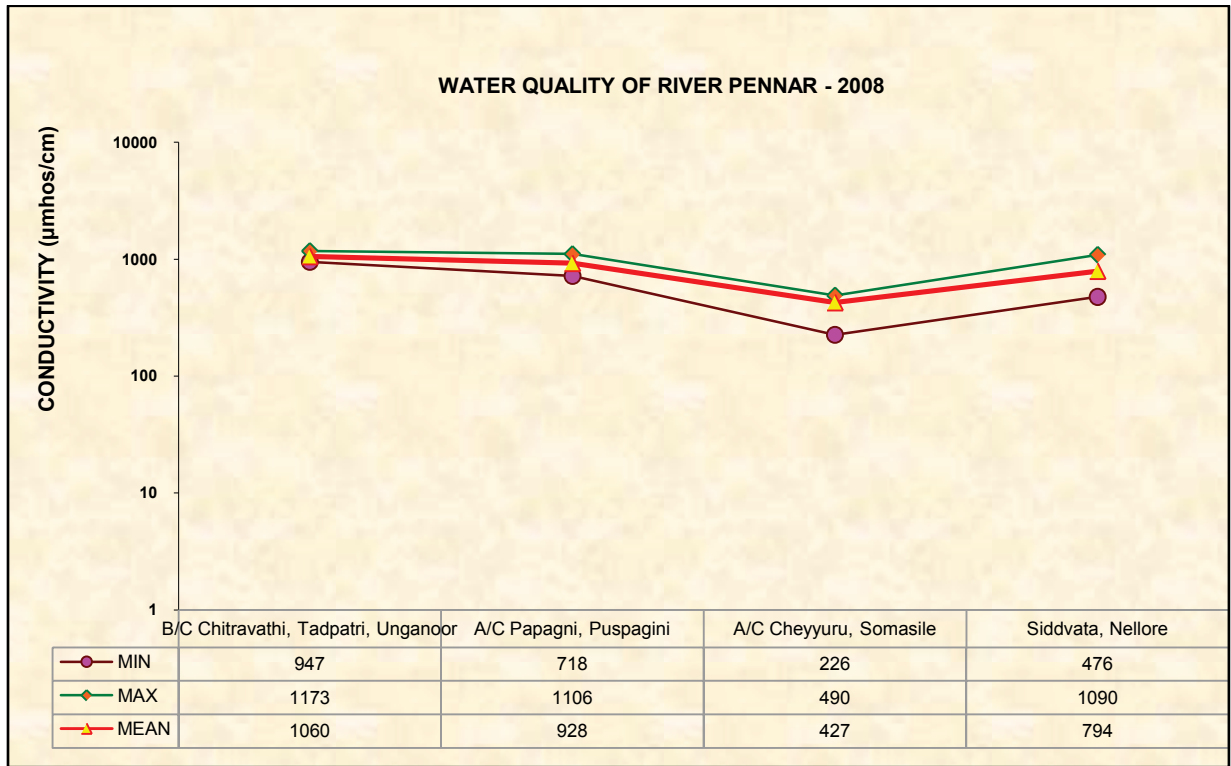 WATER QUALITY OF RIVER PENNAR - 2008
CONDUCTIVITY (µmhos/cm)
10000
1000
100
10
1
B/C Chitravathi, Tadpatri, Unganoor A/C Papagni, Puspagini A/C Cheyyuru, Somasile Siddvata, Nellore
MIN 947 718 226 476
MAX 1173 1106 490 1090
MEAN 1060 928 427 794